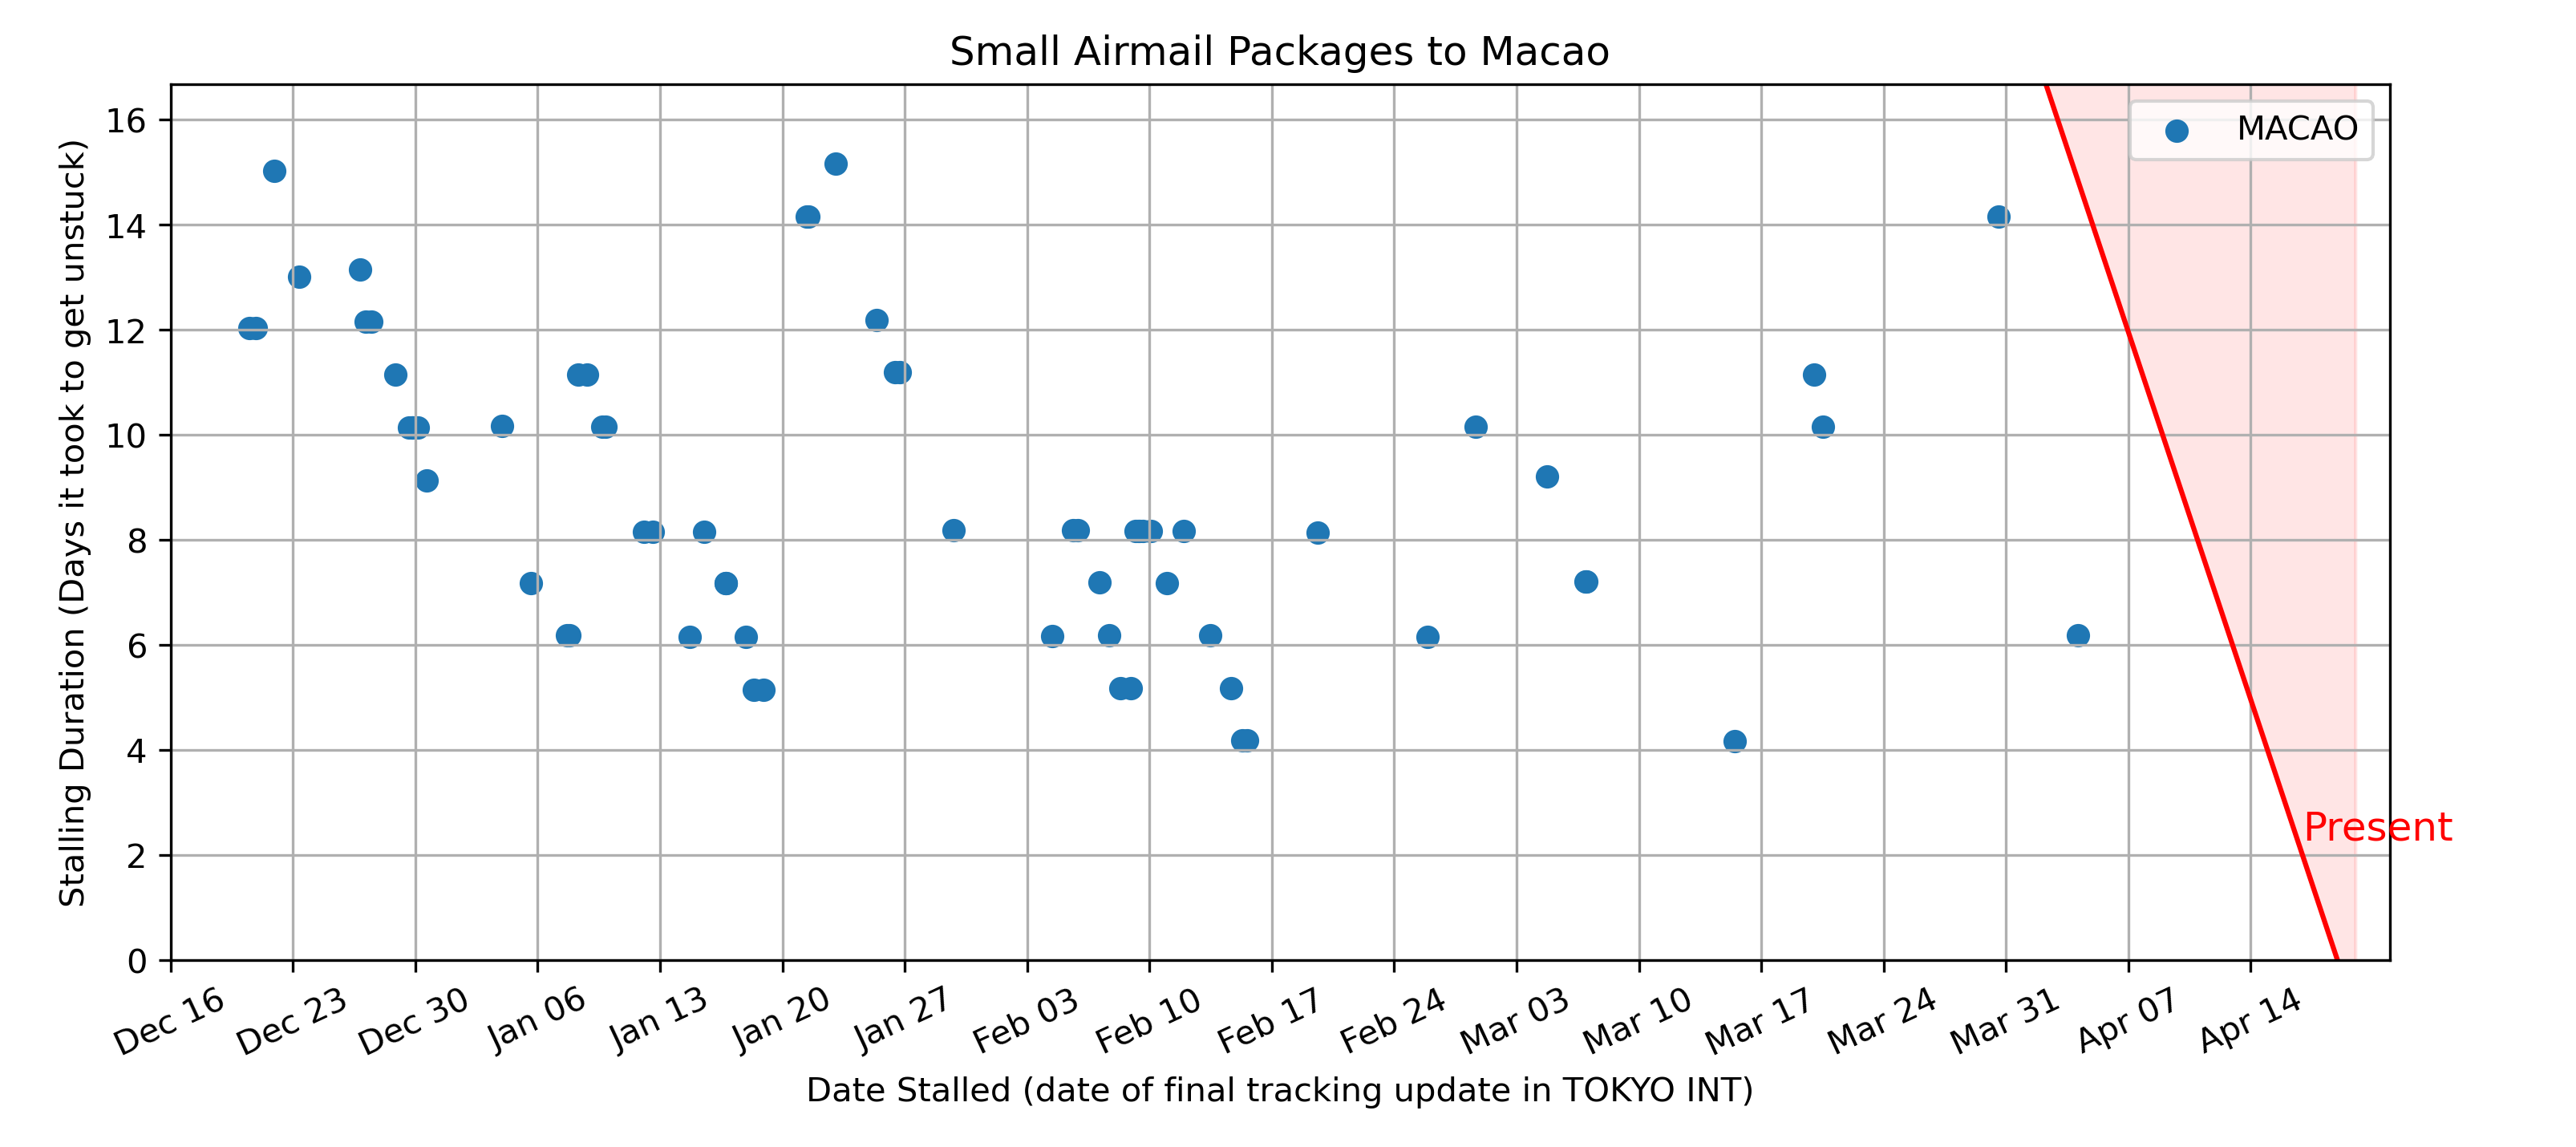 Small Airmail Packages to Macao
MACAO
Stalling Duration (Days it took to get unstuck)
16
14
12
10
8
6
4
2
0
Present
Dec 16
Dec 23
Dec 30
Jan 06
Jan 13
Jan 20
Jan 27
Feb 03
Feb 10
Feb 17
Feb 24
Mar 03
Mar 10
Mar 17
Mar 24
Mar 31
Apr 07
Apr 14
Date Stalled (date of final tracking update in TOKYO INT)